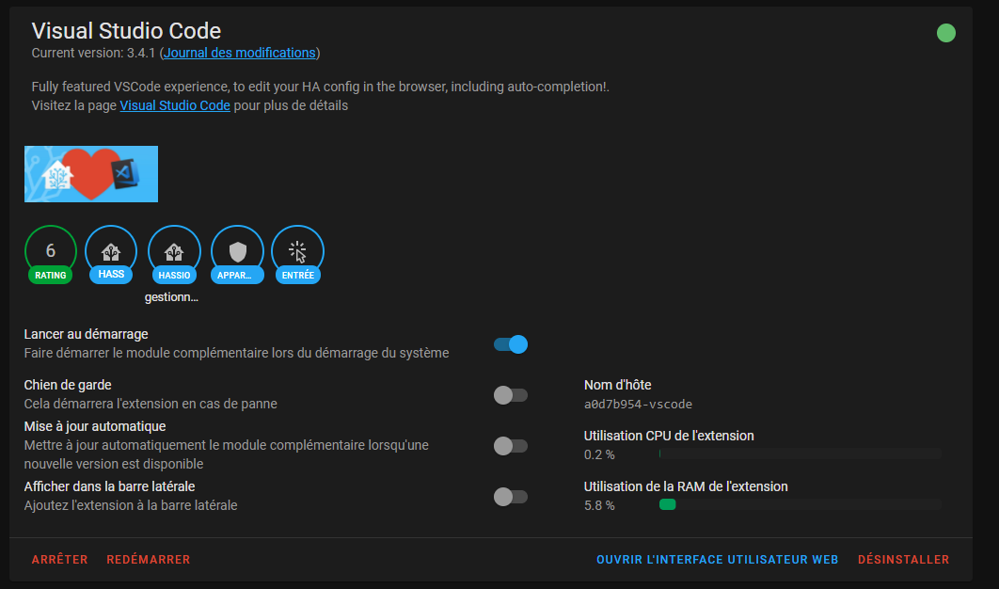 Visual Studio Code
Current version: 3.4.1 (Journal des modifications)
Fully featured VSCode experience, to edit your HA config in the browser, including auto-completion!.
Visitez la page Visual Studio Code pour plus de détails
6
RATING
HASS
HASSIO
APPAR...
ENTRÉE
gestionn...
Lancer au démarrage
Faire démarrer le module complémentaire lors du démarrage du système
Chien de garde
Cela démarrera l'extension en cas de panne
Mise à jour automatique
Mettre à jour automatiquement le module complémentaire lorsqu'une
nouvelle version est disponible
Afficher dans la barre latérale
Ajoutez l'extension à la barre latérale
Nom d'hôte
a0d7b954-vscode
Utilisation CPU de l'extension
0.2 %
Utilisation de la RAM de l'extension
5.8 %
ARRÊTER
REDÉMARRER
OUVRIR L'INTERFACE UTILISATEUR WEB
DÉSINSTALLER